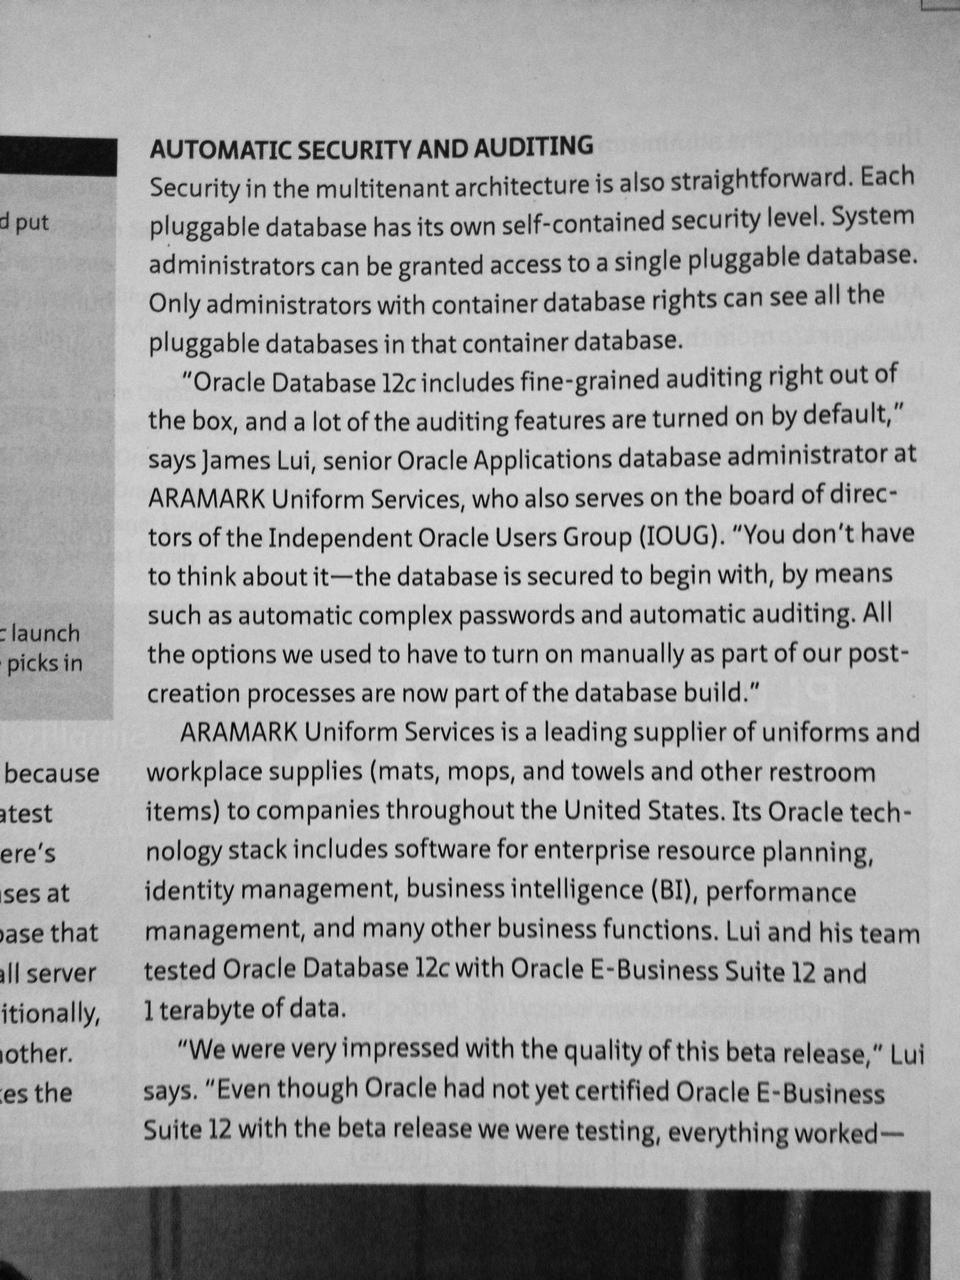 d put
launch
picks in
because
atest
ere's
ses at
base that
all server
itionally,
other.
es the
AUTOMATIC SECURITY AND AUDITING
Security in the multitenant architecture is also straightforward. Each
pluggable database has its own self-contained security level. System
administrators can be granted access to a single pluggable database.
Only administrators with container database rights can see all the
pluggable databases in that container database.
"Oracle Database 12c includes fine-grained auditing right out of
the box, and a lot of the auditing features are turned on by default,"
says James Lui, senior Oracle Applications database administrator at
ARAMARK Uniform Services, who also serves on the board of direc-
tors of the Independent Oracle Users Group (IOUG). "You don't have
to think about it—the database is secured to begin with, by means
such as automatic complex passwords and automatic auditing. All
the options we used to have to turn on manually as part of our post-
creation processes are now part of the database build."
ARAMARK Uniform Services is a leading supplier of uniforms and
workplace supplies (mats, mops, and towels and other restroom
items) to companies throughout the United States. Its Oracle tech-
nology stack includes software for enterprise resource planning,
identity management, business intelligence (BI), performance
management, and many other business functions. Lui and his team
tested Oracle Database 12c with Oracle E-Business Suite 12 and
1 terabyte of data.
"We were very impressed with the quality of this beta release," Lui
says. "Even though Oracle had not yet certified Oracle E-Business
Suite 12 with the beta release we were testing, everything worked—